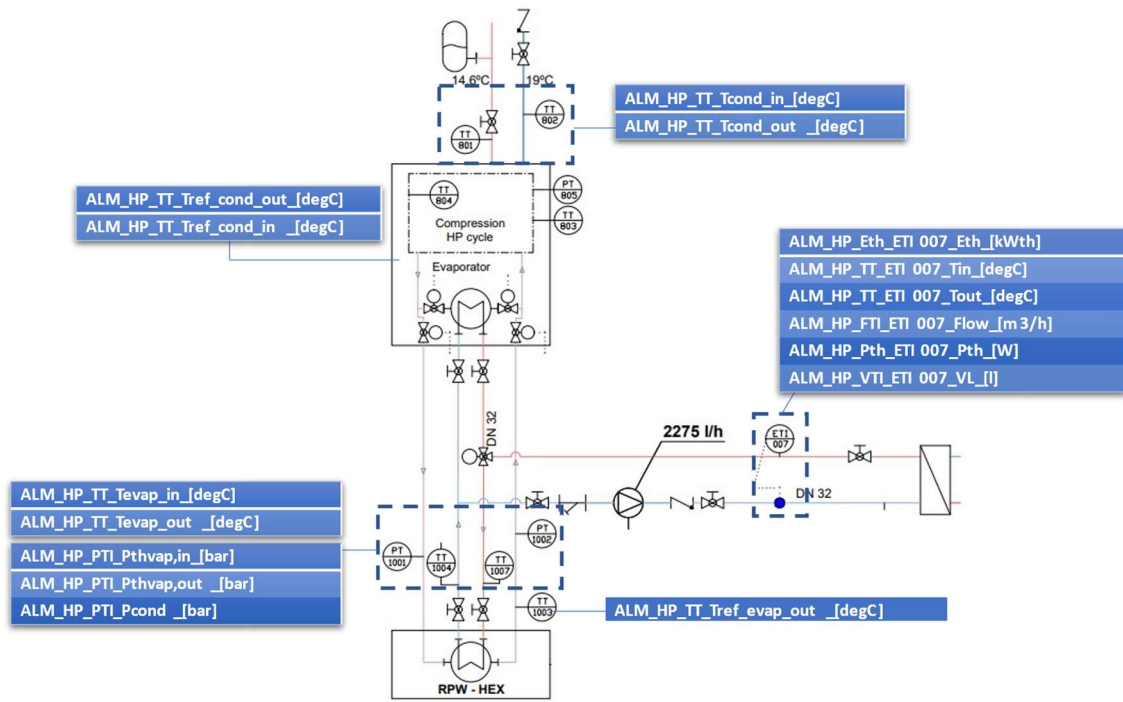 14.6ºC
19ºC
TT
801
TT
802
ALM_HP_TT_Tcond_in_[degC]
ALM_HP_TT_Tcond_out _[degC]
ALM_HP_TT_Tref_cond_out_[degC]
ALM_HP_TT_Tref_cond_in _[degC]
TT
804
PT
805
TT
803
Compression
HP cycle
Evaporator
ALM_HP_Eth_ETI 007_Eth_[kWth]
ALM_HP_TT_ETI 007_Tin_[degC]
ALM_HP_TT_ETI 007_Tout_[degC]
ALM_HP_FTI_ETI 007_Flow_[m3/h]
ALM_HP_Pth_ETI 007_Pth_[W]
ALM_HP_VTI_ETI 007_VL_[l]
DN 32
2275 l/h
ETI
007
DN 32
ALM_HP_TT_Tevap_in_[degC]
ALM_HP_TT_Tevap_out _[degC]
ALM_HP_PTI_Pthvap,in_[bar]
ALM_HP_PTI_Pthvap,out _[bar]
ALM_HP_PTI_Pcond _[bar]
PT
1001
TT
1004
TT
1007
PT
1002
TT
1003
ALM_HP_TT_Tref_evap_out _[degC]
RPW - HEX